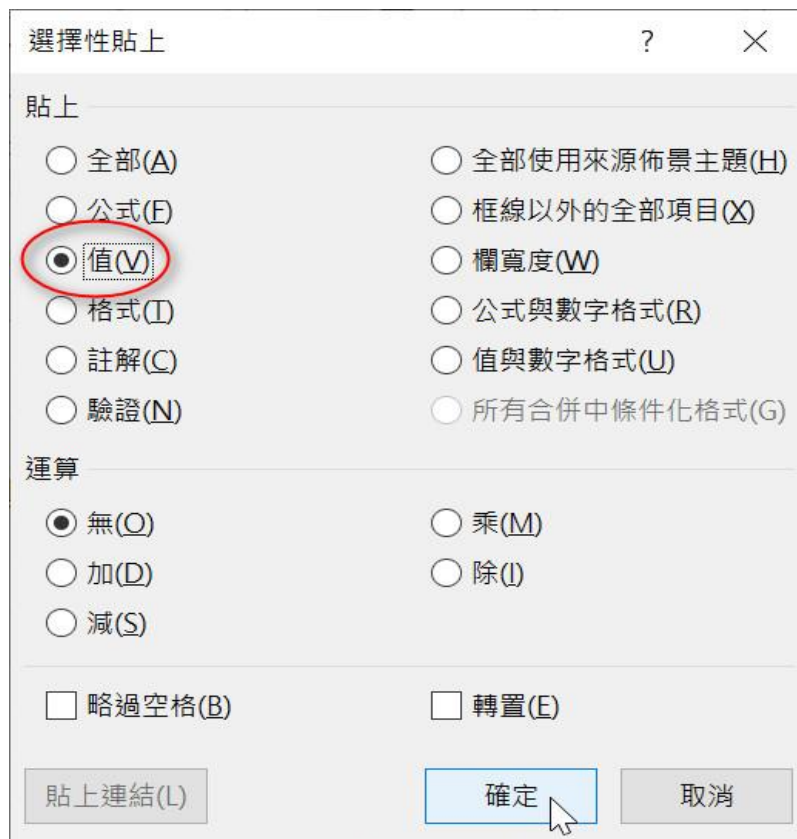 選擇性貼上 ?
貼上
全部(A) 全部使用來源佈景主題(H)
公式(F) 框線以外的全部項目(X)
值(V) 欄寬度(W)
格式(T) 公式與數字格式(R)
註解(C) 值與數字格式(U)
驗證(N) 所有合併中條件化格式(G)
運算
無(O) 乘(M)
加(D) 除(I)
減(S)
略過空格(B) 轉置(E)
貼上連結(L) 確定 取消